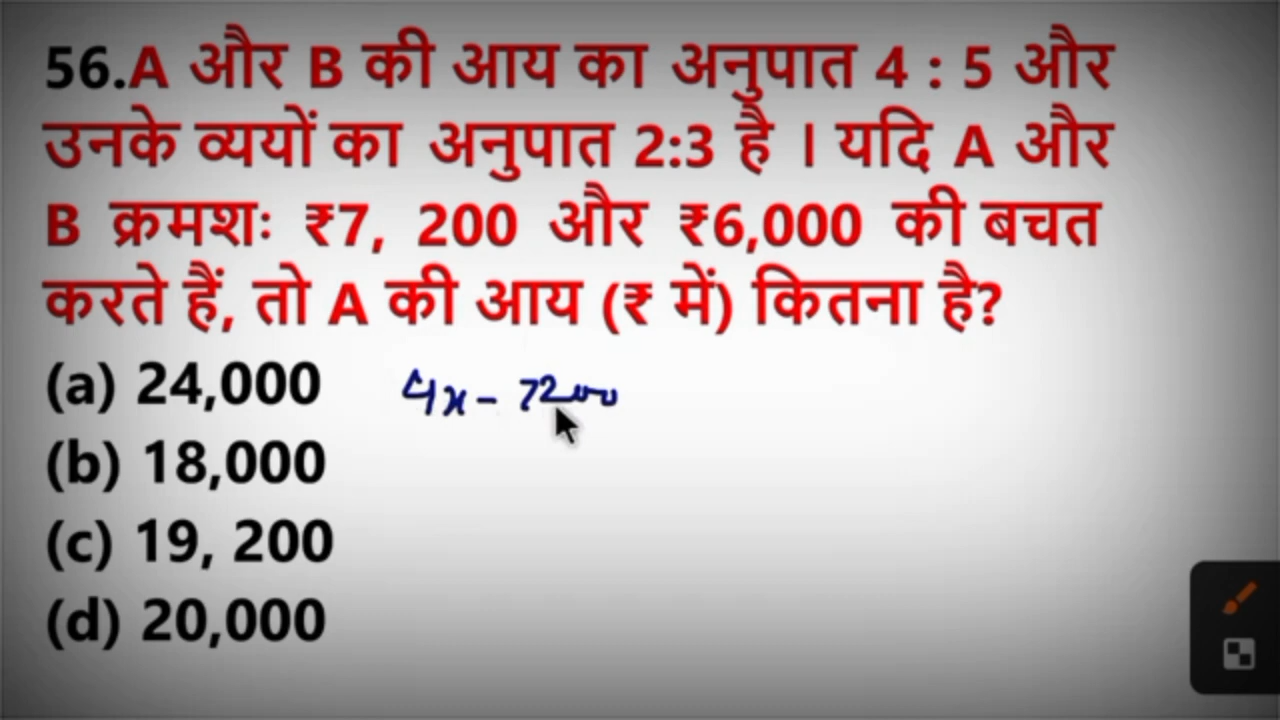 56.A और B की आय का अनुपात 4 : 5 और
उनके व्ययों का अनुपात 2:3 है । यदि A और
B क्रमशः ₹7, 200 और ₹6,000 की बचत
करते हैं, तो A की आय (₹ में) कितना है?
(a) 24,000
4x - 7200
(b) 18,000
(c) 19, 200
(d) 20,000